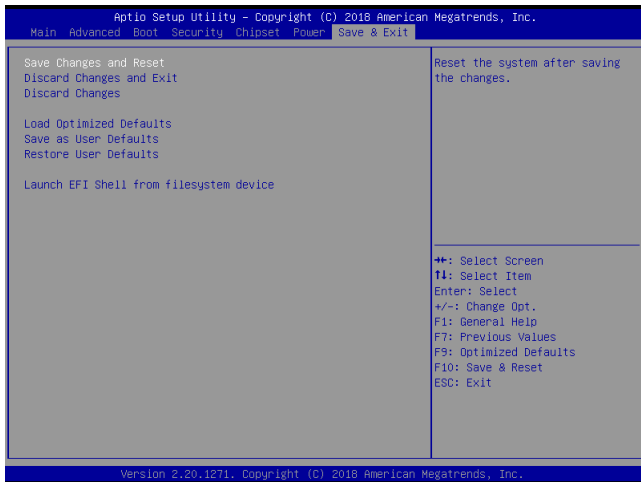 Aptio Setup Utility – Copyright (C) 2018 American Megatrends, Inc.
Main Advanced Boot Security Chipset Power Save & Exit
Save Changes and Reset
Discard Changes and Exit
Discard Changes
Load Optimized Defaults
Save as User Defaults
Restore User Defaults
Launch EFI Shell from filesystem device
Reset the system after saving
the changes.
→←: Select Screen
↑↓: Select Item
Enter: Select
+/-: Change Opt.
F1: General Help
F7: Previous Values
F9: Optimized Defaults
F10: Save & Reset
ESC: Exit
Version 2.20.1271. Copyright (C) 2018 American Megatrends, Inc.